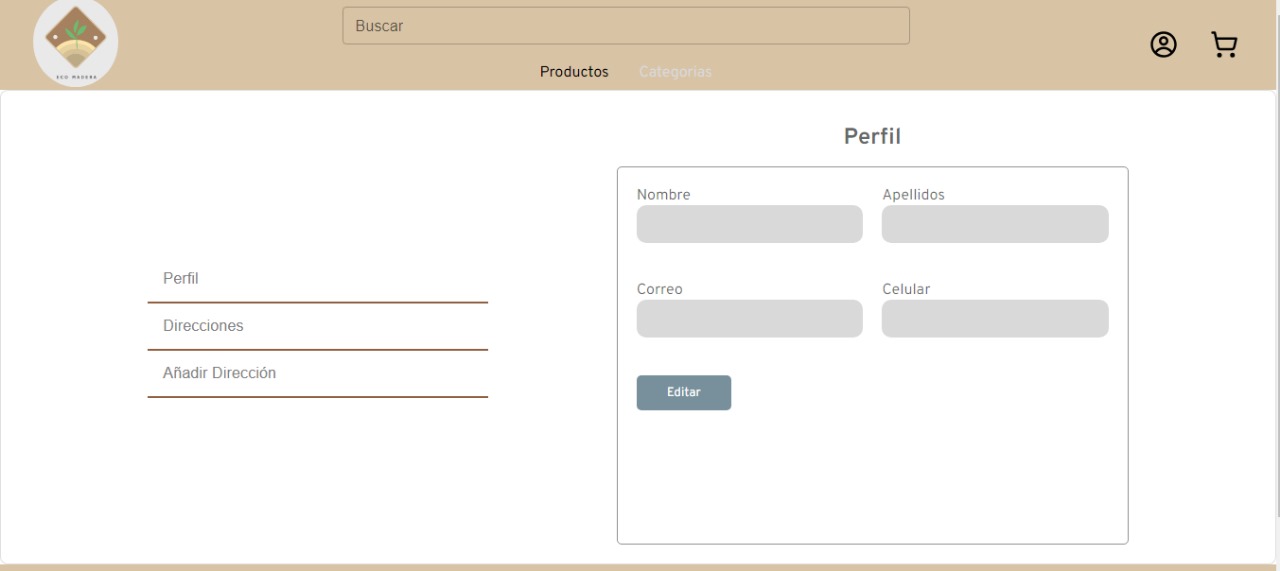 Buscar
ECO MADERA
Productos Categorias
Perfil
Nombre Apellidos
Correo Celular
Editar
Perfil
Direcciones
Añadir Dirección